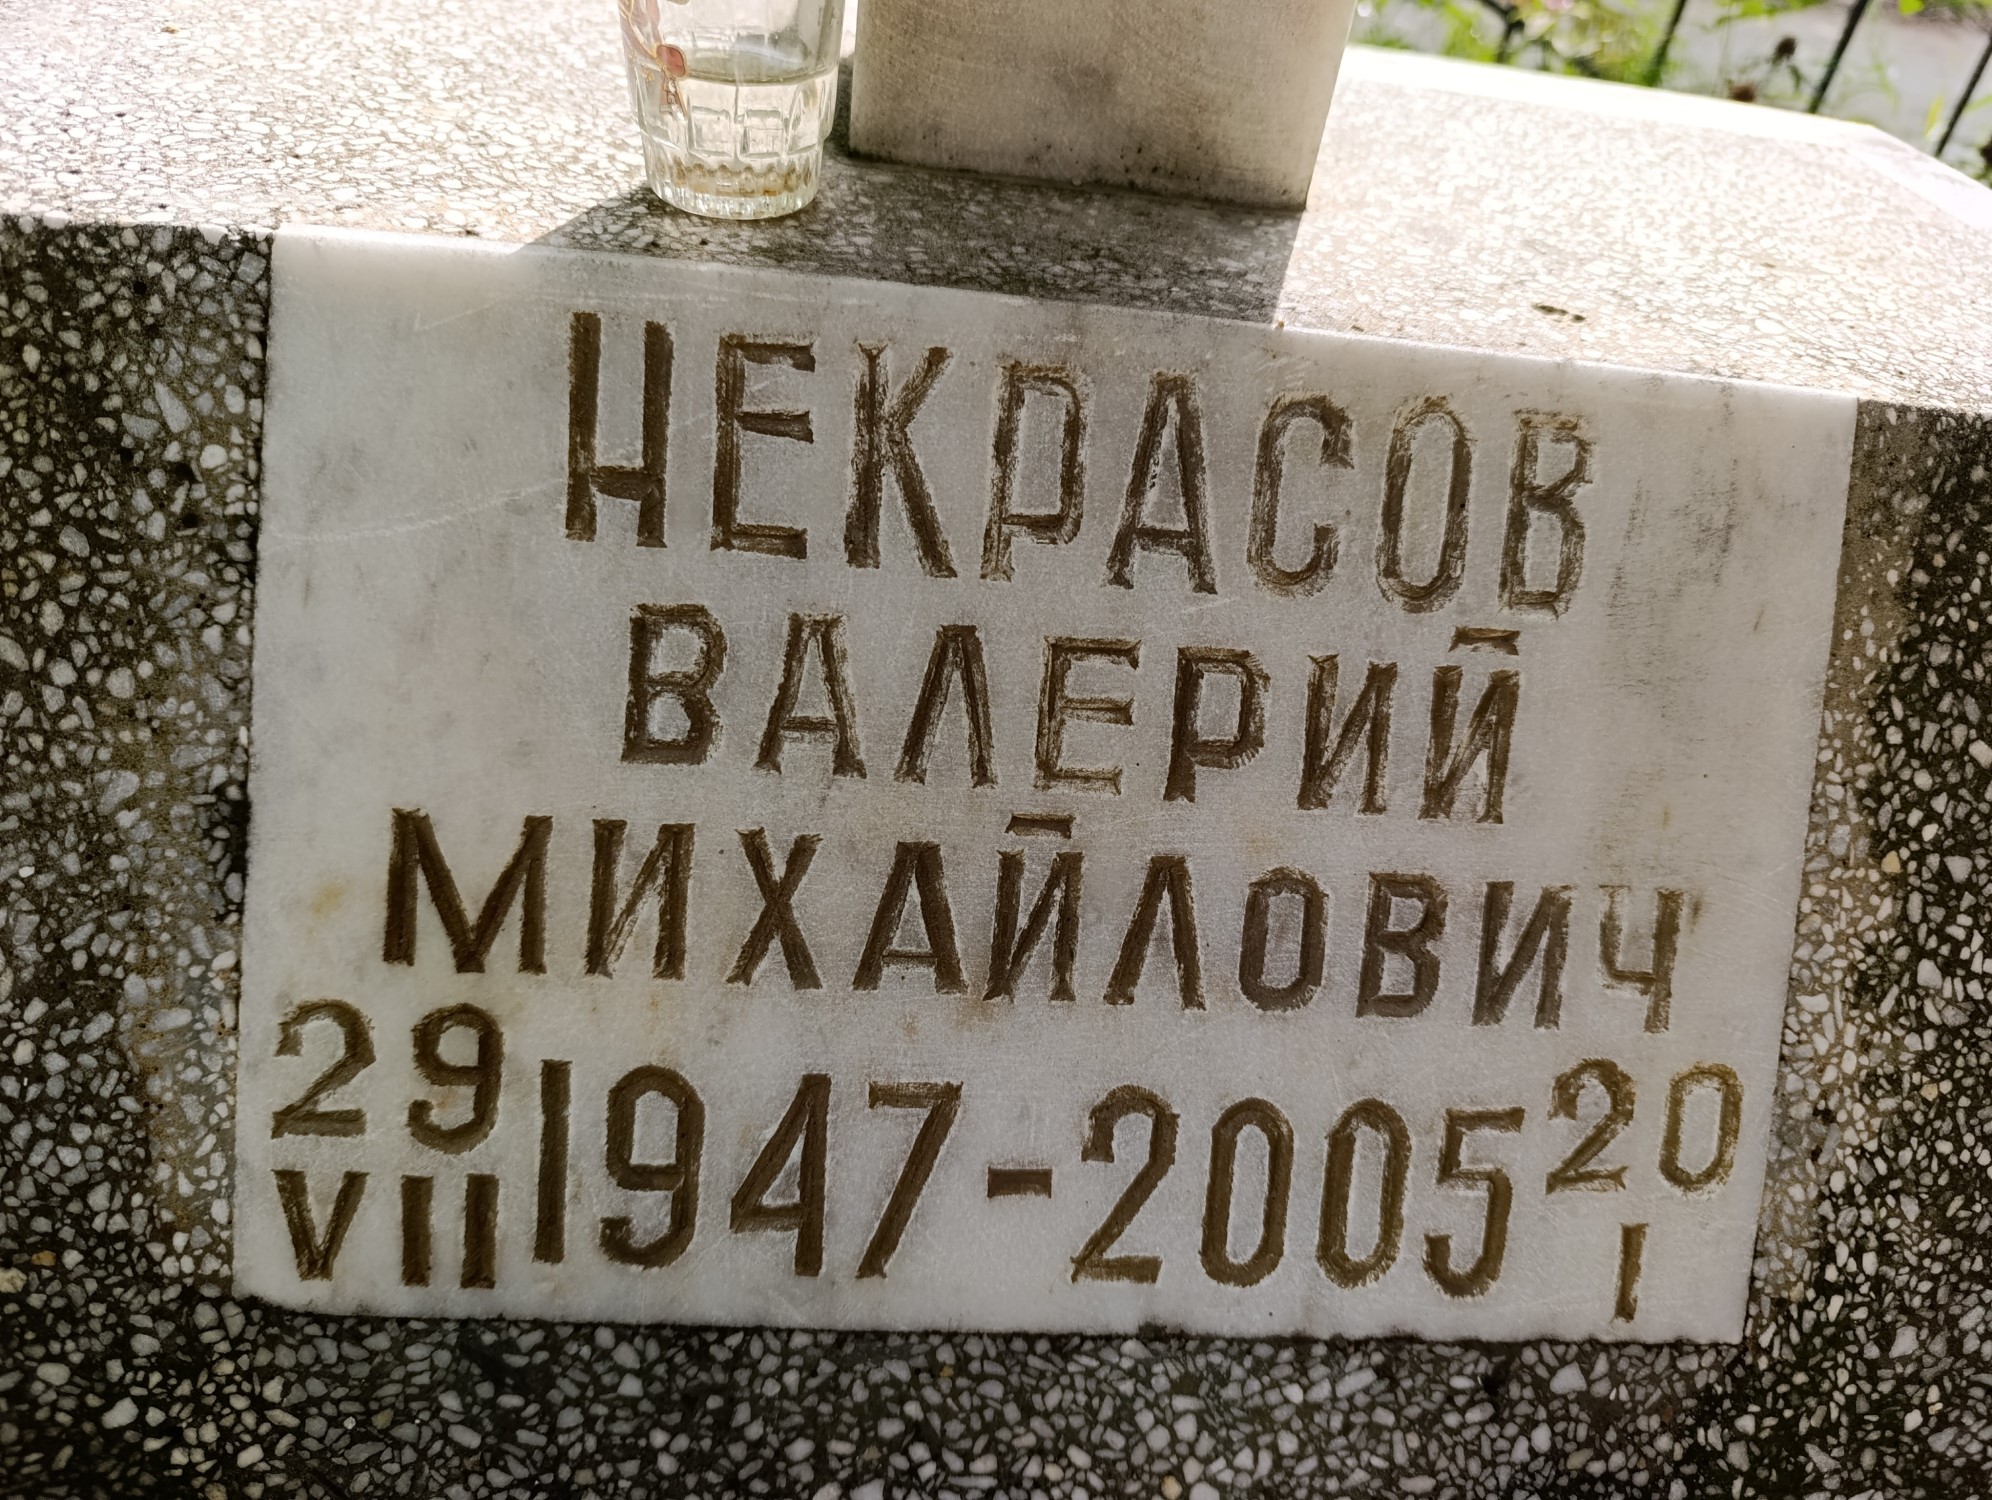 НЕКРАСОВ
ВАЛЕРИЙ
МИХАЙЛОВИЧ
29 VII 1947-2005 20 I